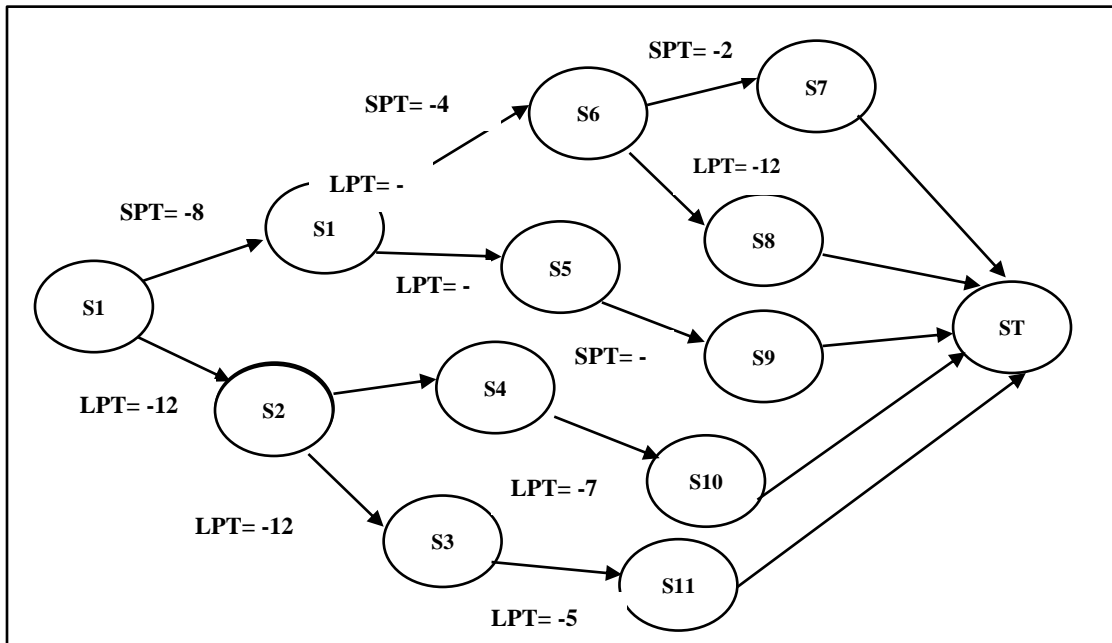 SPT= -2
S7
SPT= -4
S6
LPT= -12
LPT= -
SPT= -8
S1
S8
LPT= -
S5
S1
ST
SPT= -
S9
LPT= -12
S2
S4
LPT= -7
S10
LPT= -12
S3
S11
LPT= -5